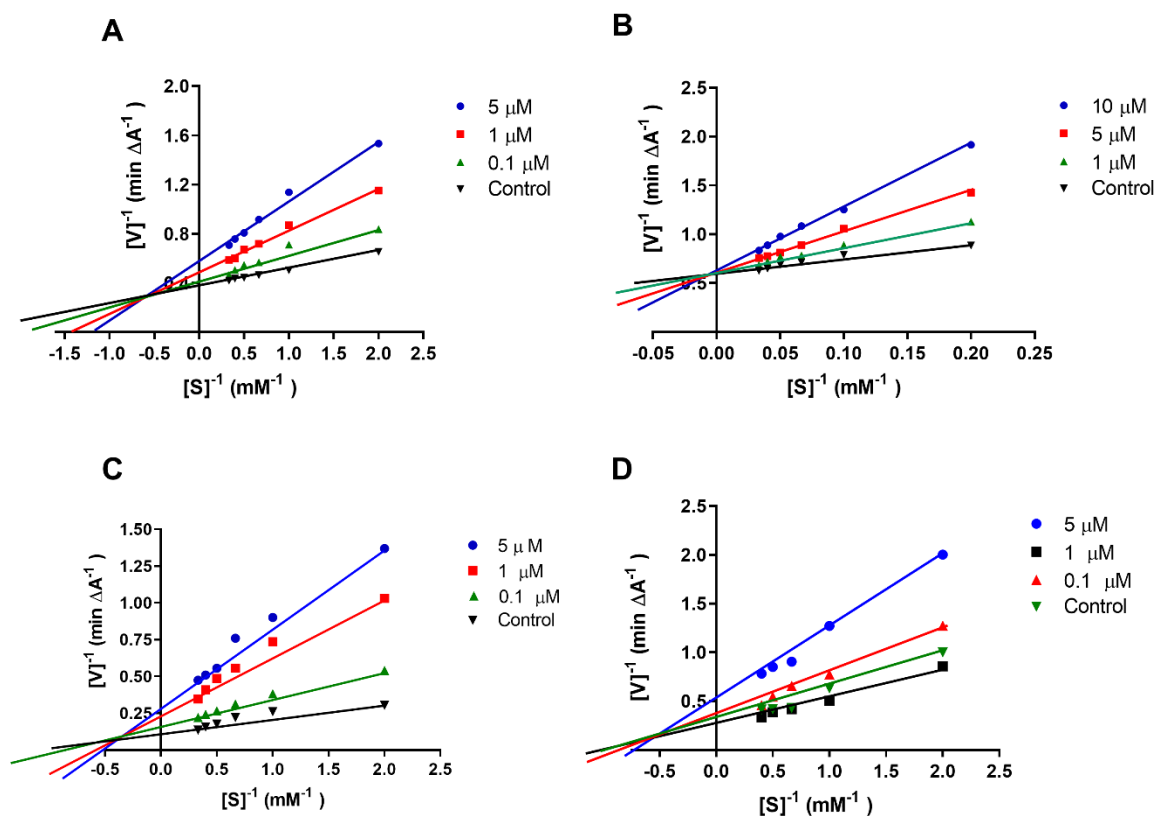 A
[V]⁻¹ (min ΔA⁻¹ )
2.0
1.6
1.2
0.8
-1.5 -1.0 -0.5 0.0 0.5 1.0 1.5 2.0 2.5
[S]⁻¹ (mM⁻¹ )
5 μM
1 μM
0.1 μM
Control
B
[V]⁻¹ (min ΔA⁻¹ )
2.5
2.0
1.5
1.0
0.5
-0.05 0.00 0.05 0.10 0.15 0.20 0.25
[S]⁻¹ (mM⁻¹ )
10 μM
5 μM
1 μM
Control
C
[V]⁻¹ (min ΔA⁻¹ )
1.50
1.25
1.00
0.75
0.50
0.25
-0.5 0.0 0.5 1.0 1.5 2.0 2.5
[S]⁻¹ (mM⁻¹ )
5 μ M
1 μM
0.1 μM
Control
D
[V]⁻¹ (min ΔA⁻¹ )
2.5
2.0
1.5
1.0
0.5
-0.5 0.0 0.5 1.0 1.5 2.0 2.5
[S]⁻¹ (mM⁻¹ )
5 μM
1 μM
0.1 μM
Control